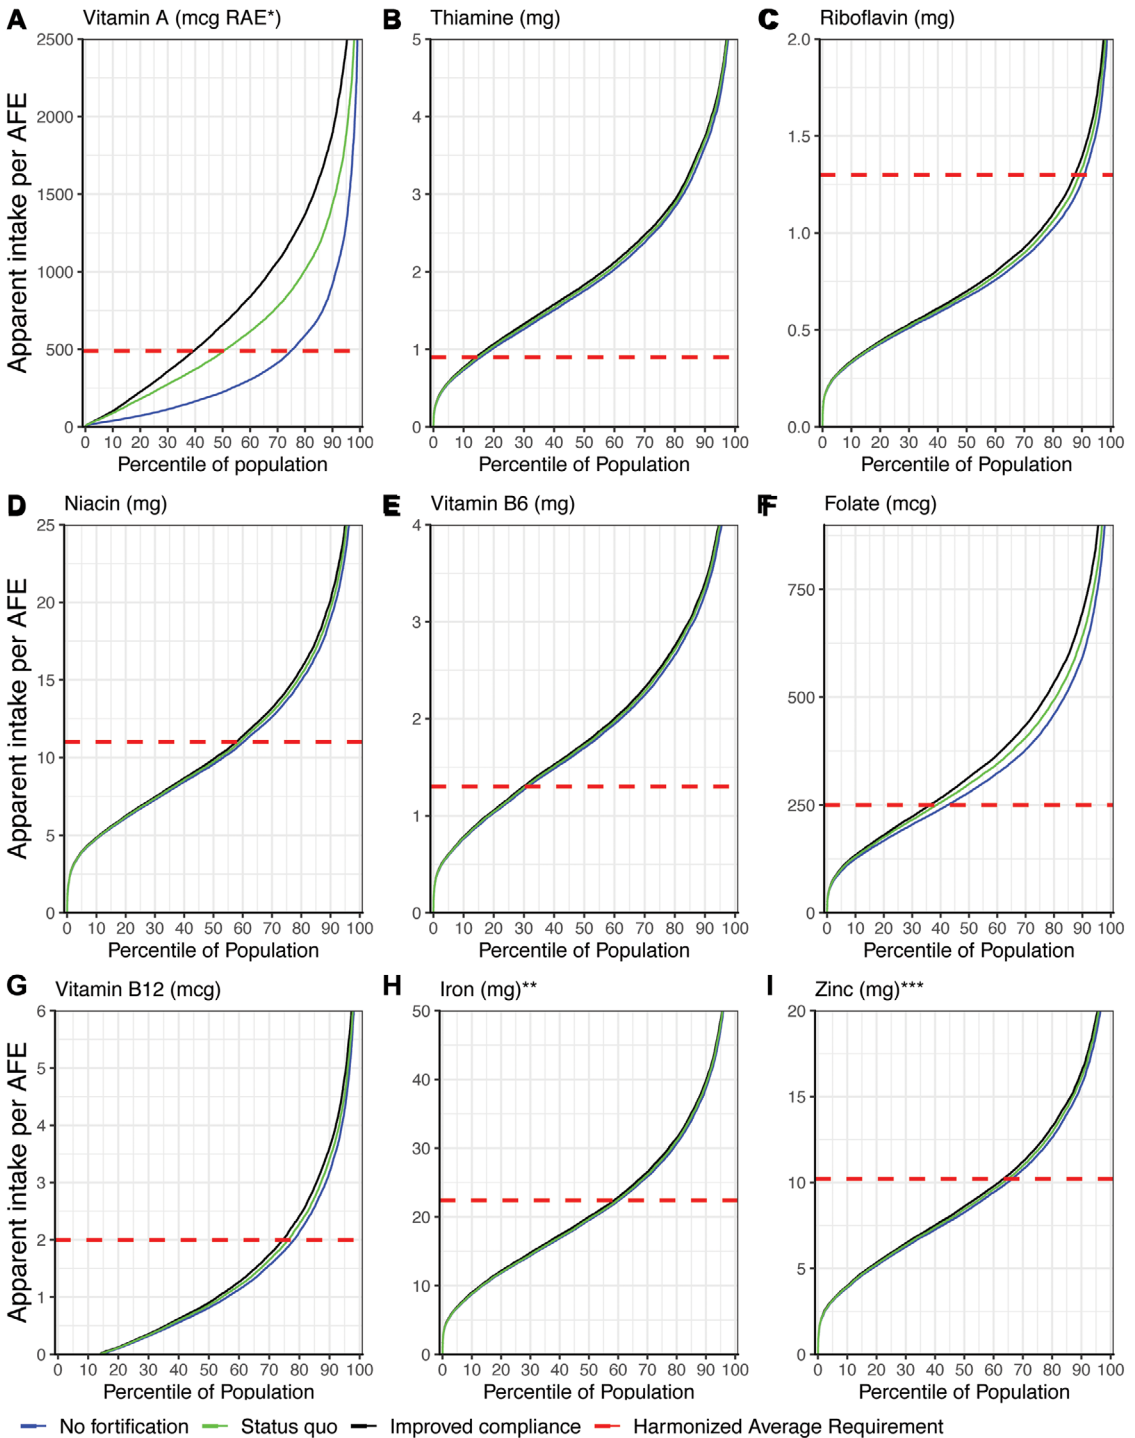 A Vitamin A (mcg RAE*)
B Thiamine (mg)
C Riboflavin (mg)
Apparent intake per AFE
2500
2000
1500
1000
500
0
5
4
3
2
1
0
2.0
1.5
1.0
0.5
0.0
0 10 20 30 40 50 60 70 80 90 100
0 10 20 30 40 50 60 70 80 90 100
0 10 20 30 40 50 60 70 80 90 100
Percentile of population
Percentile of Population
Percentile of Population
D Niacin (mg)
E Vitamin B6 (mg)
F Folate (mcg)
Apparent intake per AFE
25
20
15
10
5
0
4
3
2
1
0
750
500
250
0
0 10 20 30 40 50 60 70 80 90 100
0 10 20 30 40 50 60 70 80 90 100
0 10 20 30 40 50 60 70 80 90 100
Percentile of Population
Percentile of Population
Percentile of Population
G Vitamin B12 (mcg)
H Iron (mg)**
I Zinc (mg)***
Apparent intake per AFE
6
5
4
3
2
1
0
50
40
30
20
10
0
20
15
10
5
0
0 10 20 30 40 50 60 70 80 90 100
0 10 20 30 40 50 60 70 80 90 100
0 10 20 30 40 50 60 70 80 90 100
Percentile of Population
Percentile of Population
Percentile of Population
No fortification Status quo Improved compliance Harmonized Average Requirement